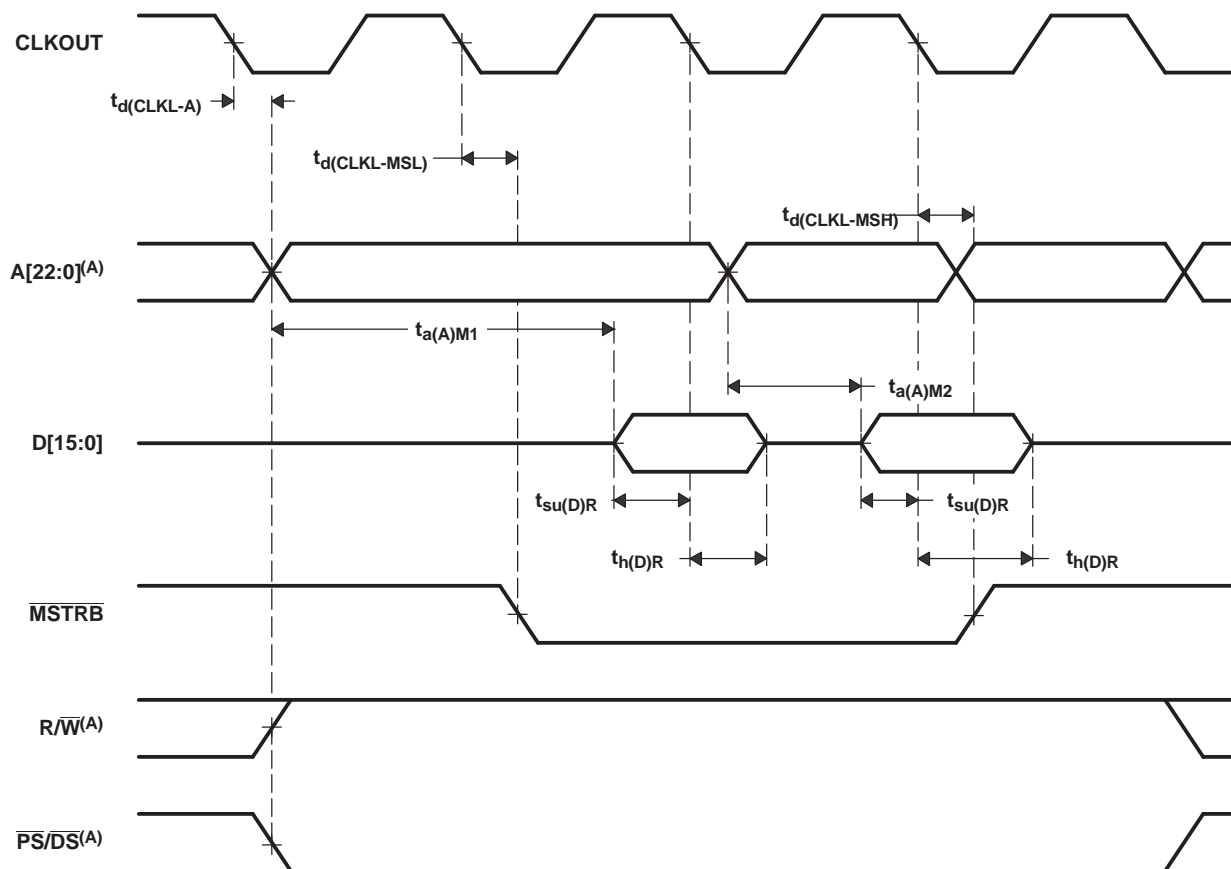 CLKOUT
td(CLKL-A)
td(CLKL-MSL)
td(CLKL-MSH)
A[22:0](A)
ta(A)M1
ta(A)M2
D[15:0]
tsu(D)R
tsu(D)R
th(D)R
th(D)R
MSTRB
R/W(A)
PS/DS(A)